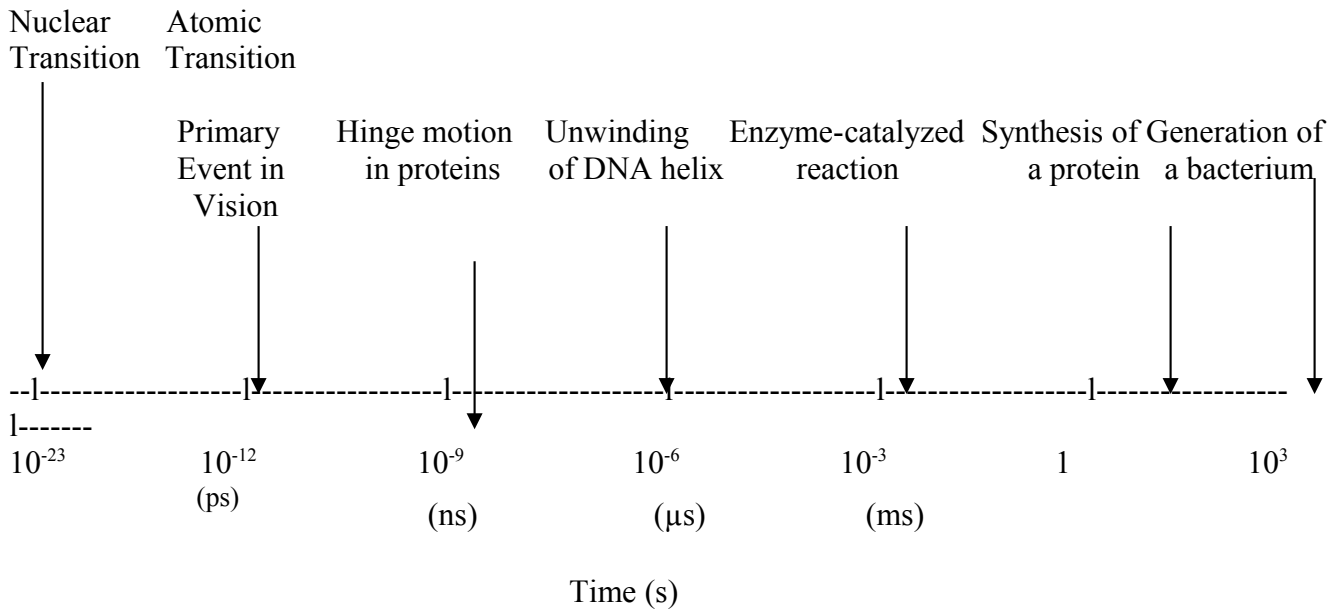 Nuclear Atomic
Transition Transition
Primary Hinge motion Unwinding Enzyme-catalyzed Synthesis of Generation of
Event in in proteins of DNA helix reaction a protein a bacterium
Vision
--l--------------------l------------------l--------------------l-------------------l-------------------l------------------
l-------
10⁻²³ 10⁻¹² 10⁻⁹ 10⁻⁶ 10⁻³ 1 10³
(ps)
(ns) (µs) (ms)
Time (s)